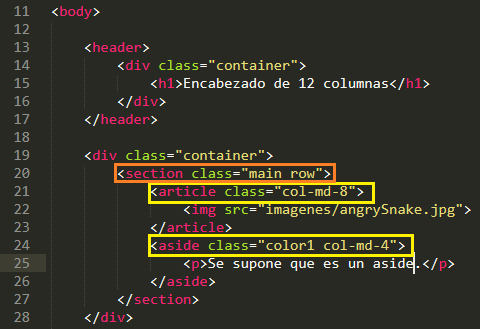 11 <body>
12
13 <header>
14 <div class="container">
15 <h1>Encabezado de 12 columnas</h1>
16 </div>
17 </header>
18
19 <div class="container">
20 <section class="main row">
21 <article class="col-md-8">
22 <img src="imagenes/angrySnake.jpg">
23 </article>
24 <aside class="color1 col-md-4">
25 <p>Se supone que es un aside.</p>
26 </aside>
27 </section>
28 </div>